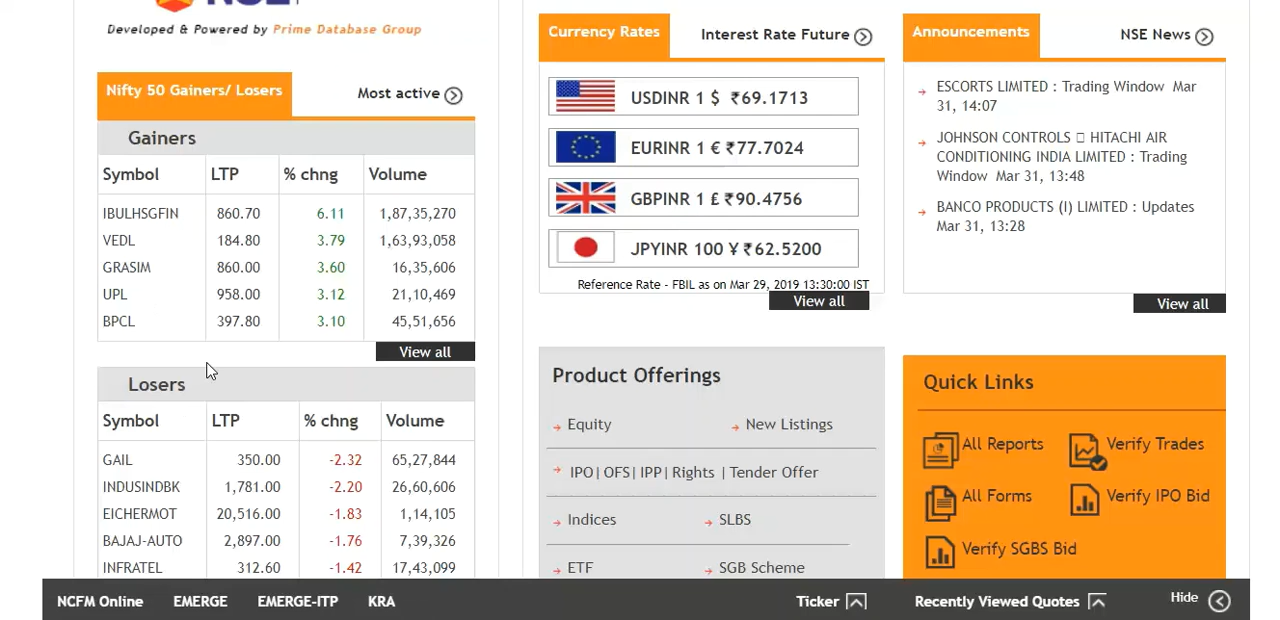 Developed & Powered by Prime Database Group
Nifty 50 Gainers/ Losers
Most active
Gainers
Symbol LTP % chng Volume
IBULHSGFIN 860.70 6.11 1,87,35,270
VEDL 184.80 3.79 1,63,93,058
GRASIM 860.00 3.60 16,35,606
UPL 958.00 3.12 21,10,469
BPCL 397.80 3.10 45,51,656
View all
Losers
Symbol LTP % chng Volume
GAIL 350.00 -2.32 65,27,844
INDUSINDBK 1,781.00 -2.20 26,60,606
EICHERMOT 20,516.00 -1.83 1,14,105
BAJAJ-AUTO 2,897.00 -1.76 7,39,326
INFRATEL 312.60 -1.42 17,43,099
Currency Rates
Interest Rate Future
USDINR 1 $ ₹69.1713
EURINR 1 € ₹77.7024
GBPINR 1 £ ₹90.4756
JPYINR 100 ¥ ₹62.5200
Reference Rate - FBIL as on Mar 29, 2019 13:30:00 IST
View all
Announcements
NSE News
ESCORTS LIMITED : Trading Window Mar
31, 14:07
JOHNSON CONTROLS □ HITACHI AIR
CONDITIONING INDIA LIMITED : Trading
Window Mar 31, 13:48
BANCO PRODUCTS (I) LIMITED : Updates
Mar 31, 13:28
View all
Product Offerings
Equity New Listings
IPO| OFS| IPP| Rights | Tender Offer
Indices SLBS
ETF SGB Scheme
Quick Links
All Reports Verify Trades
All Forms Verify IPO Bid
Verify SGBS Bid
NCFM Online EMERGE EMERGE-ITP KRA Ticker Recently Viewed Quotes Hide